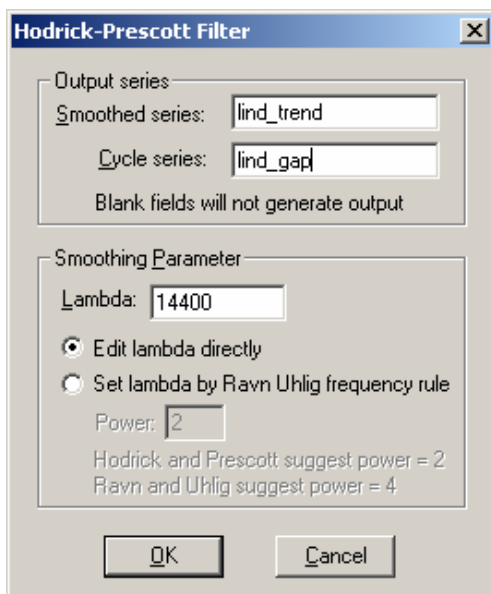 Hodrick-Prescott Filter
Output series
Smoothed series: lind_trend
Cycle series: lind_gap
Blank fields will not generate output
Smoothing Parameter
Lambda: 14400
Edit lambda directly
Set lambda by Ravn Uhlig frequency rule
Power: 2
Hodrick and Prescott suggest power = 2
Ravn and Uhlig suggest power = 4
OK Cancel